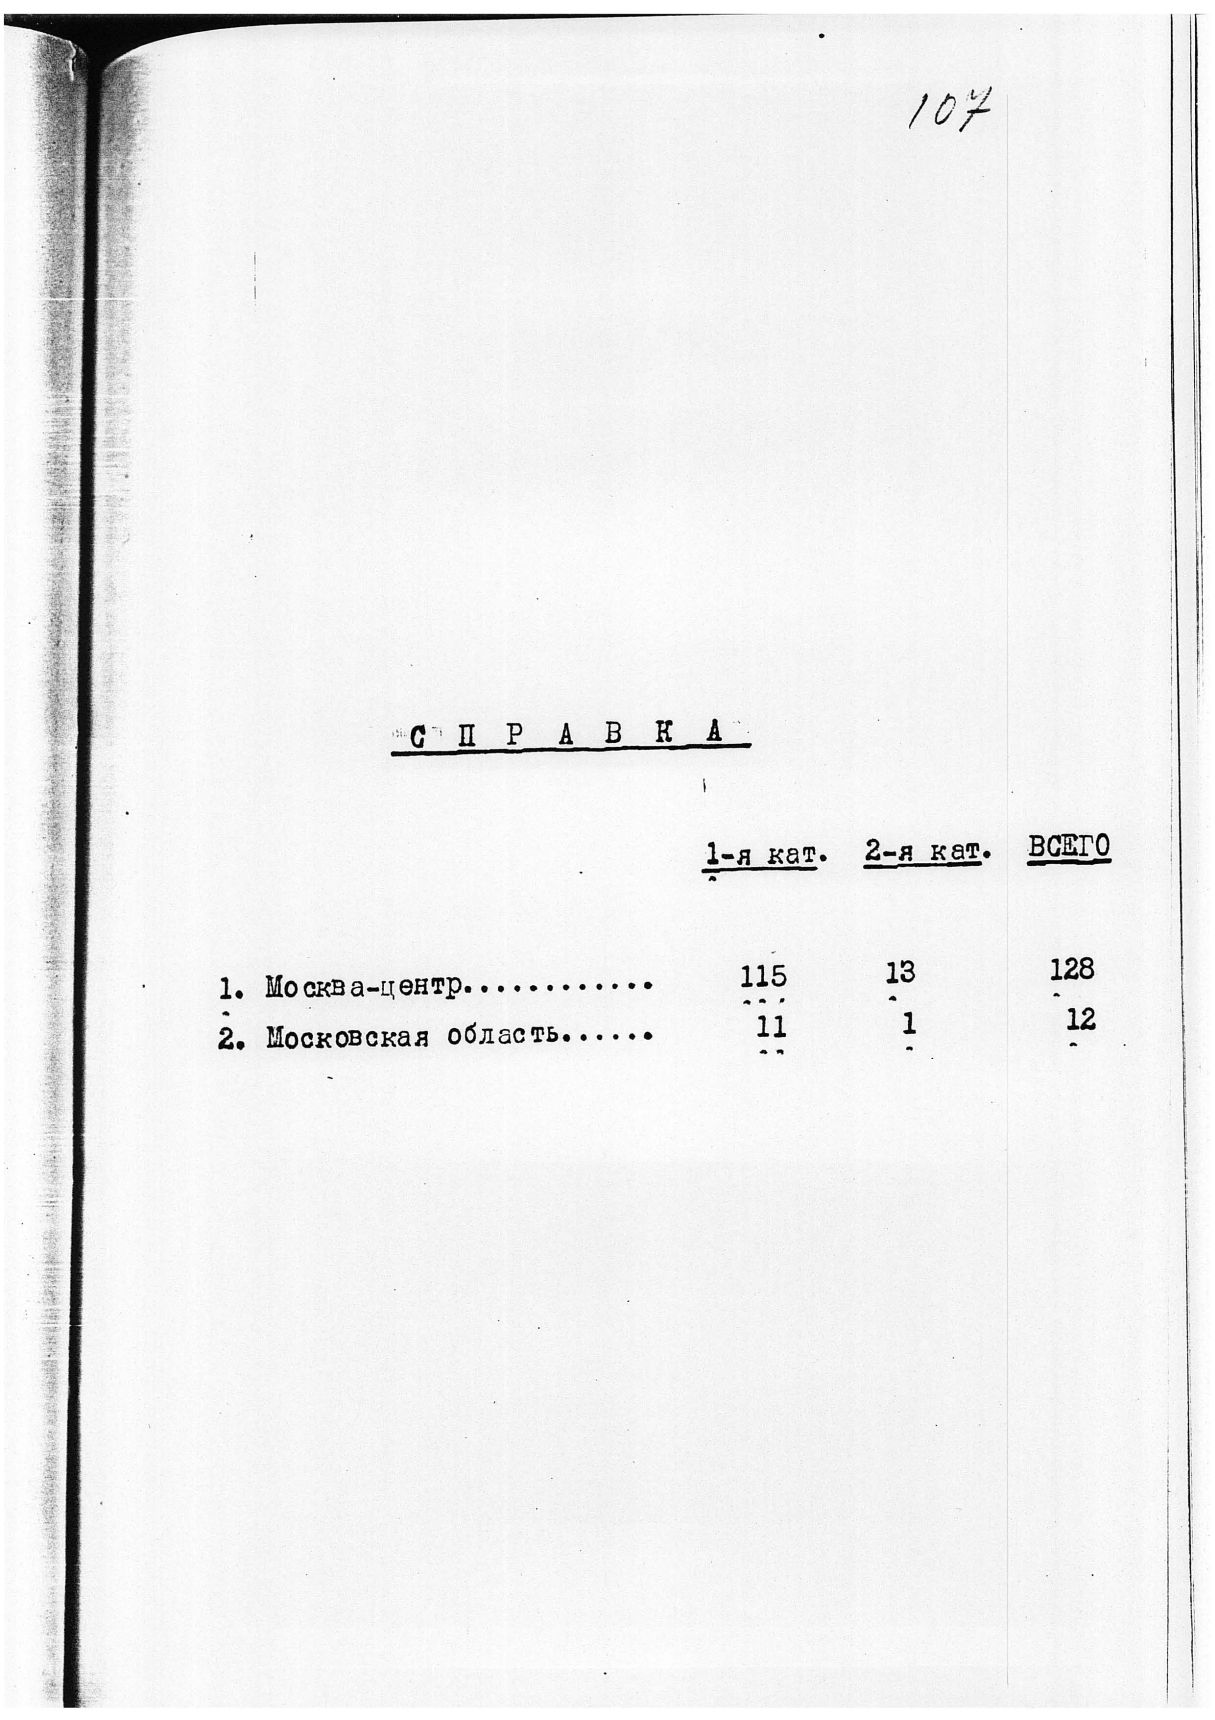 107
С П Р А В К А
1-я кат. 2-я кат. ВСЕГО
1. Москва-центр............ 115 13 128
2. Московская область...... 11 1 12